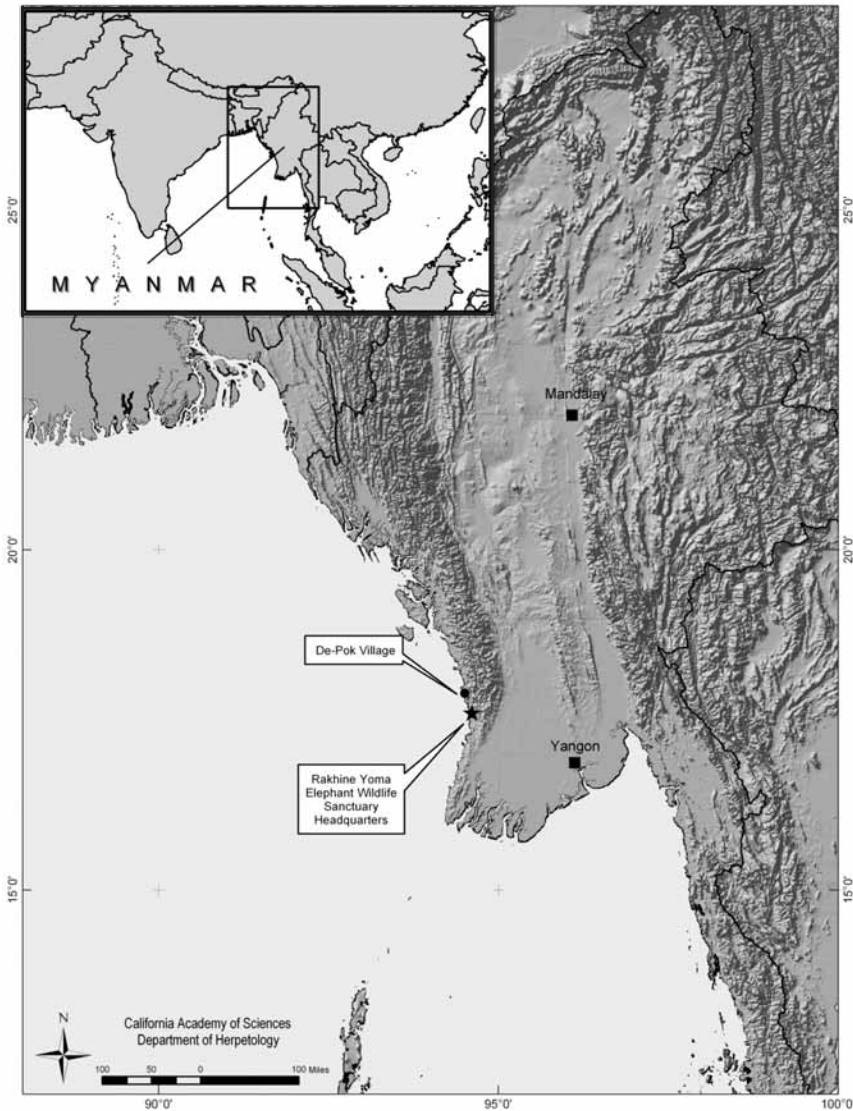 M Y A N M A R
25°0'
25°0'
Mandalay
20°0'
20°0'
De-Pok Village
Yangon
Rakhine Yoma
Elephant Wildlife
Sanctuary
Headquarters
15°0'
15°0'
N
California Academy of Sciences
Department of Herpetology
100 50 0 100 Miles
90°0' 95°0' 100°0'